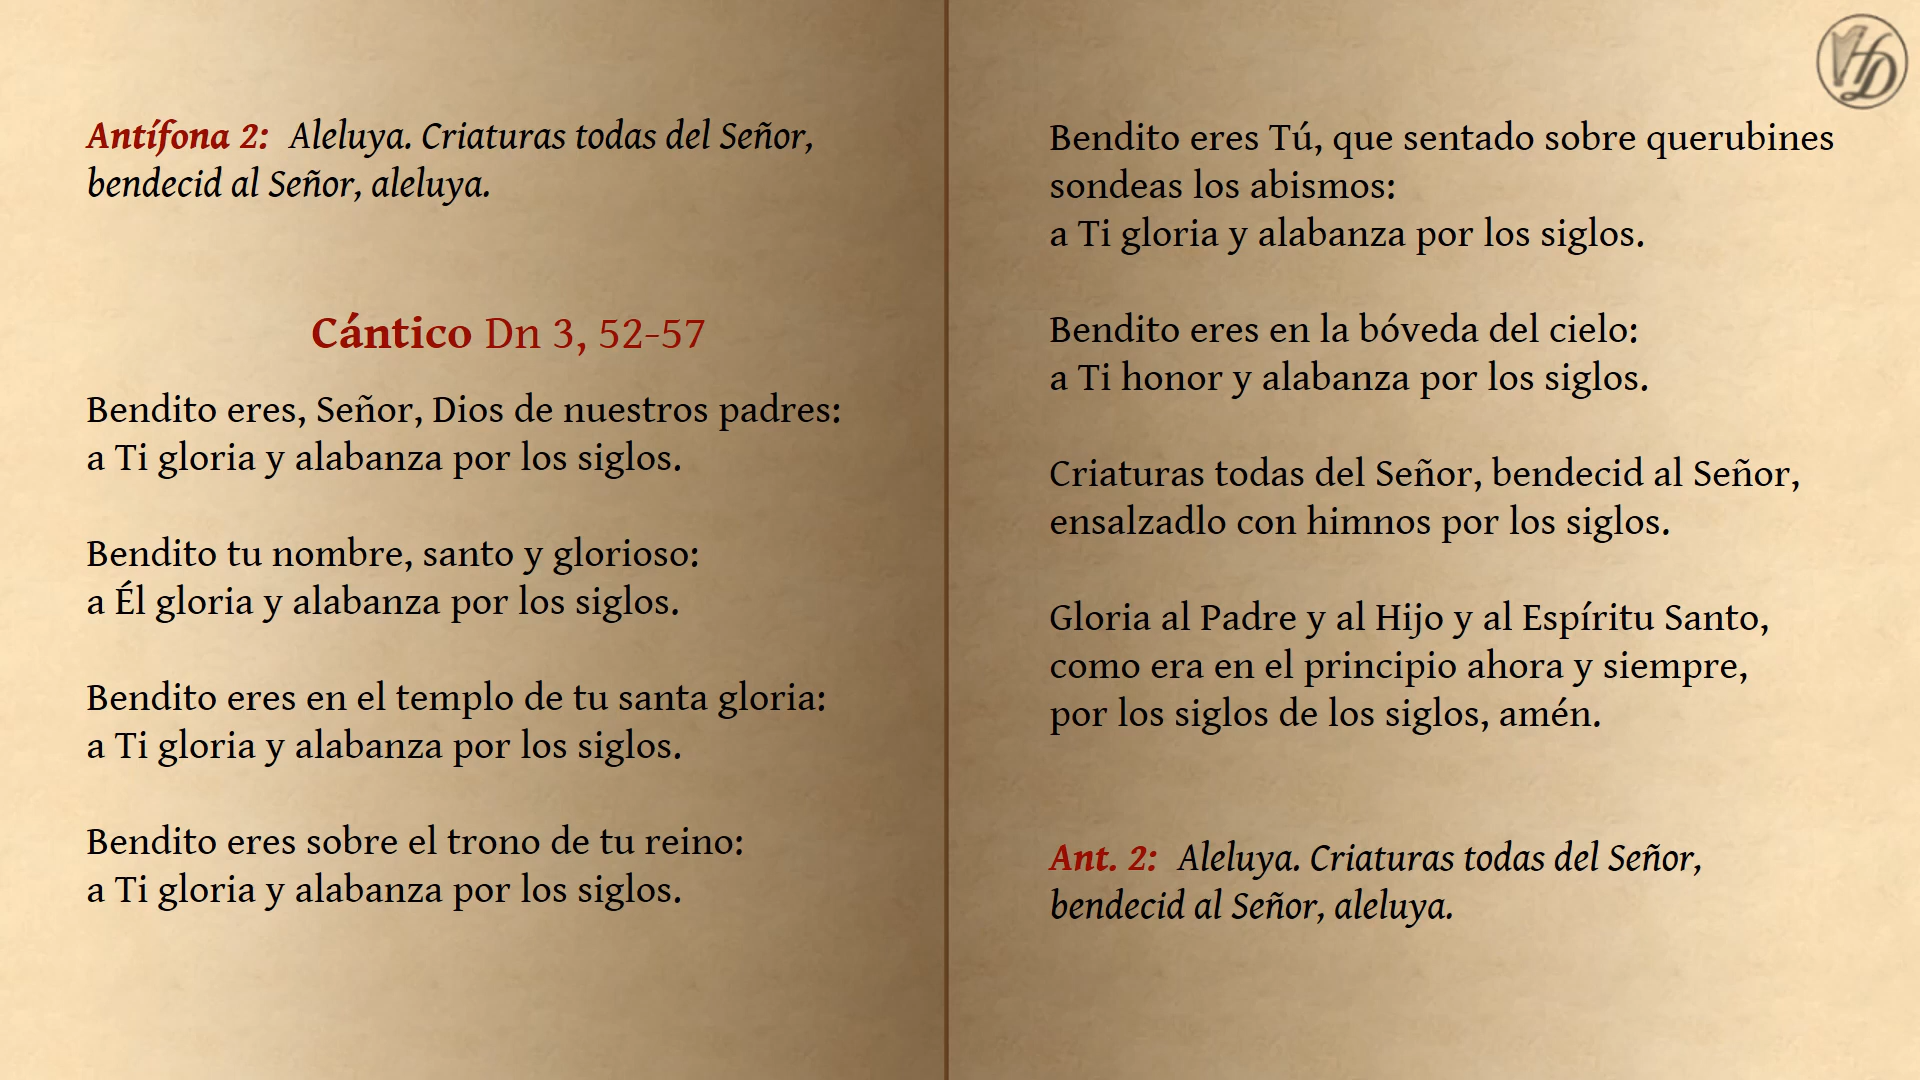 Antífona 2: Aleluya. Criaturas todas del Señor,
bendecid al Señor, aleluya.
Cántico Dn 3, 52-57
Bendito eres, Señor, Dios de nuestros padres:
a Ti gloria y alabanza por los siglos.
Bendito tu nombre, santo y glorioso:
a Él gloria y alabanza por los siglos.
Bendito eres en el templo de tu santa gloria:
a Ti gloria y alabanza por los siglos.
Bendito eres sobre el trono de tu reino:
a Ti gloria y alabanza por los siglos.
HD
Bendito eres Tú, que sentado sobre querubines
sondeas los abismos:
a Ti gloria y alabanza por los siglos.
Bendito eres en la bóveda del cielo:
a Ti honor y alabanza por los siglos.
Criaturas todas del Señor, bendecid al Señor,
ensalzadlo con himnos por los siglos.
Gloria al Padre y al Hijo y al Espíritu Santo,
como era en el principio ahora y siempre,
por los siglos de los siglos, amén.
Ant. 2: Aleluya. Criaturas todas del Señor,
bendecid al Señor, aleluya.